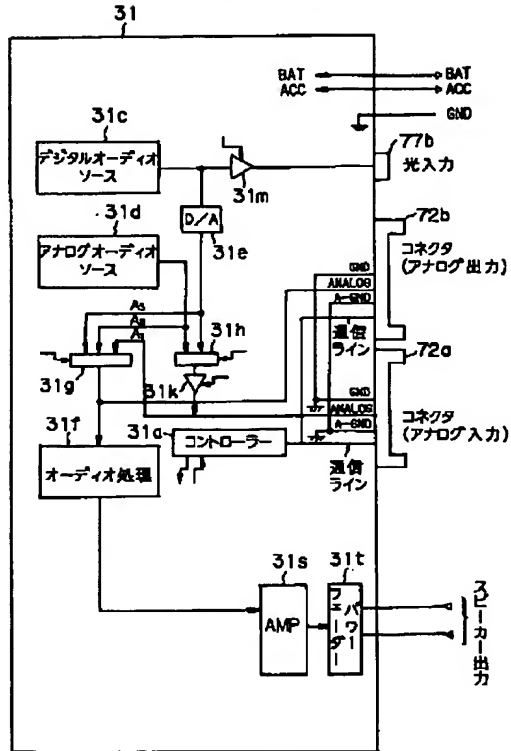 31
BAT
ACC
BAT
ACC
GND
31c
デジタルオーディオ
ソース
31m
77b
光入力
D/A
31e
31d
アナログオーディオ
ソース
72b
コネクタ
(アナログ出力)
GND
ANALOG
A-GND
通信
ライン
A3
A2
A1
31h
31g
31k
72a
GND
ANALOG
A-GND
コネクタ
(アナログ入力)
31f
オーディオ処理
31a
コントローラー
通信
ライン
31s
AMP
31t
パワー
フェーダー
スピーカー出力